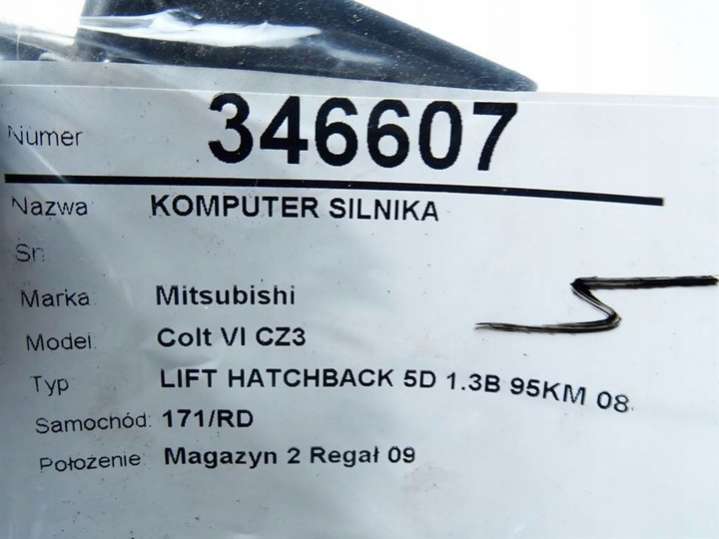 Numer 346607
Nazwa KOMPUTER SILNIKA
Sn
Marka Mitsubishi
Model Colt VI CZ3
Typ LIFT HATCHBACK 5D 1.3B 95KM 08
Samochód: 171/RD
Położenie: Magazyn 2 Regał 09